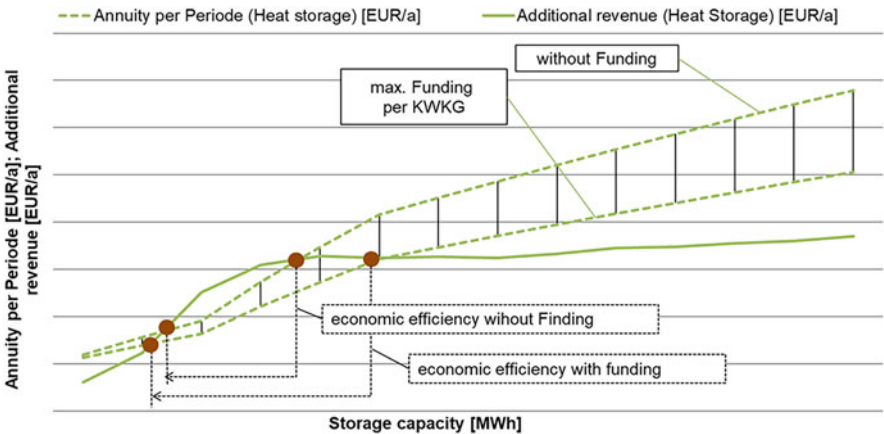 Annuity per Periode (Heat storage) [EUR/a]
Additional revenue (Heat Storage) [EUR/a]
without Funding
max. Funding
per KWKG
Annuity per Periode [EUR/a]; Additional
revenue [EUR/a]
economic efficiency wihout Finding
economic efficiency with funding
Storage capacity [MWh]